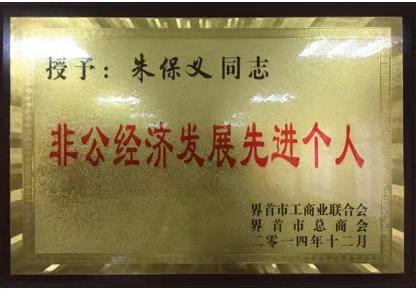 授予：朱保义同志
非公经济发展先进个人
界首市工商业联合会
界首市总商会
二零一四年十二月